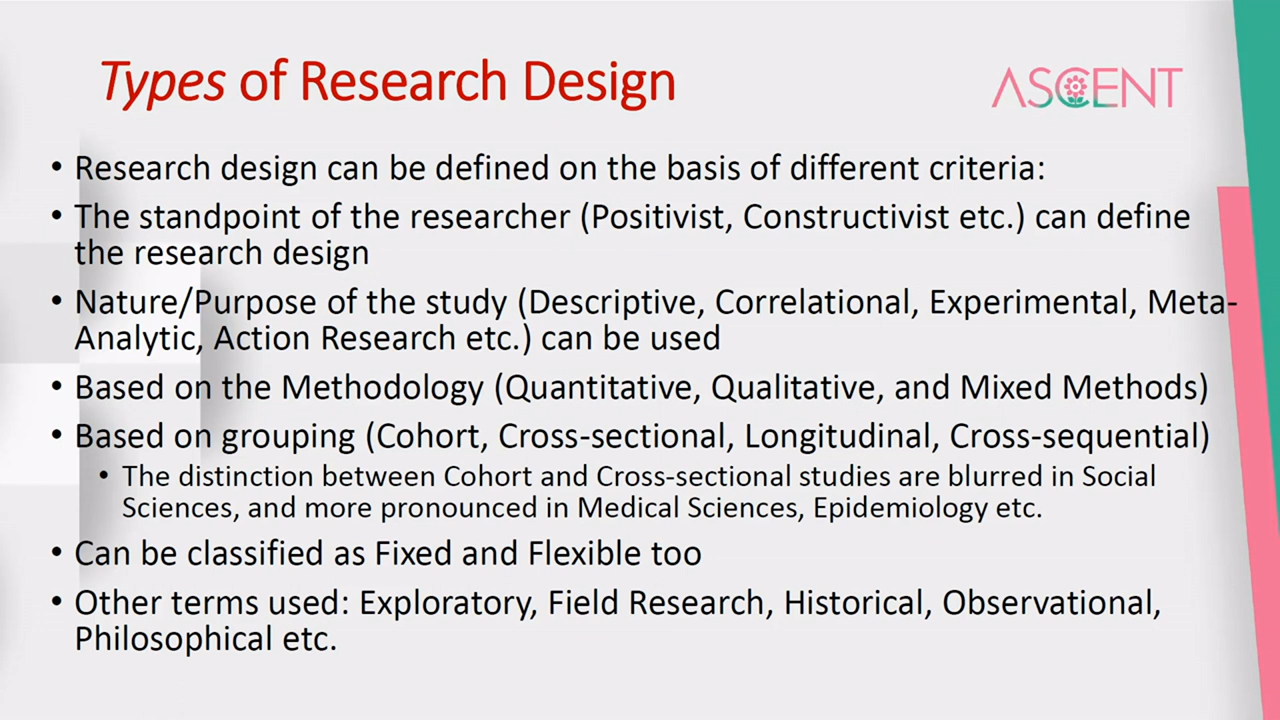 Types of Research Design
ASCENT
• Research design can be defined on the basis of different criteria:
• The standpoint of the researcher (Positivist, Constructivist etc.) can define
the research design
• Nature/Purpose of the study (Descriptive, Correlational, Experimental, Meta-
Analytic, Action Research etc.) can be used
• Based on the Methodology (Quantitative, Qualitative, and Mixed Methods)
• Based on grouping (Cohort, Cross-sectional, Longitudinal, Cross-sequential)
• The distinction between Cohort and Cross-sectional studies are blurred in Social
Sciences, and more pronounced in Medical Sciences, Epidemiology etc.
• Can be classified as Fixed and Flexible too
• Other terms used: Exploratory, Field Research, Historical, Observational,
Philosophical etc.